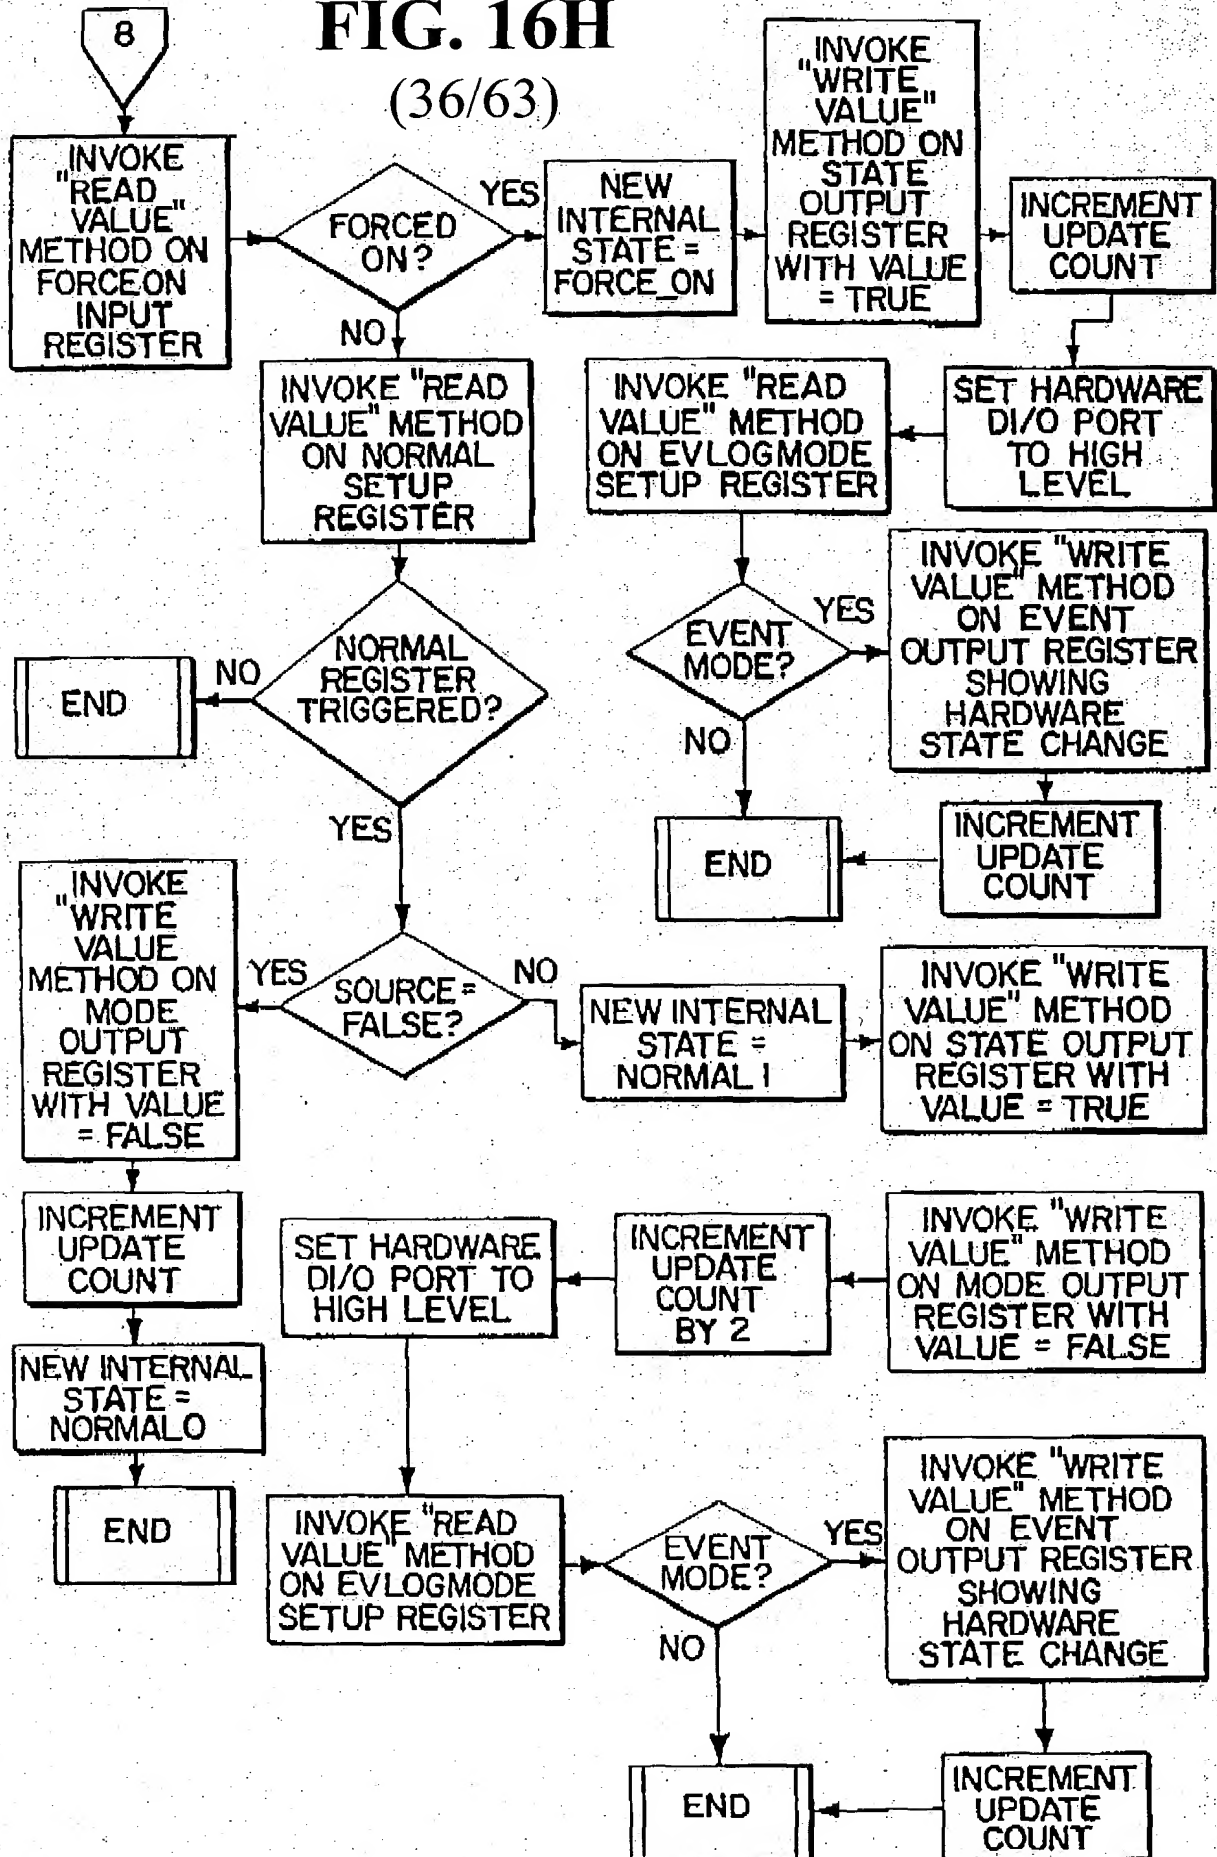 FIG. 16H
(36/63)
8
INVOKE
"READ
VALUE"
METHOD ON
FORCEON
INPUT
REGISTER
FORCED
ON?
YES
NO
NEW
INTERNAL
STATE =
FORCE_ON
INVOKE
"WRITE
VALUE"
METHOD ON
STATE
OUTPUT
REGISTER
WITH VALUE
= TRUE
INCREMENT
UPDATE
COUNT
SET HARDWARE
DI/O PORT
TO HIGH
LEVEL
INVOKE "READ
VALUE" METHOD
ON EVLOGMODE
SETUP REGISTER
INVOKE "READ
VALUE" METHOD
ON NORMAL
SETUP
REGISTER
EVENT
MODE?
YES
NO
INVOKE "WRITE
VALUE" METHOD
ON EVENT
OUTPUT REGISTER
SHOWING
HARDWARE
STATE CHANGE
INCREMENT
UPDATE
COUNT
END
NORMAL
REGISTER
TRIGGERED?
NO
END
YES
SOURCE =
FALSE?
YES
NO
INVOKE
"WRITE
VALUE
METHOD ON
MODE
OUTPUT
REGISTER
WITH VALUE
= FALSE
INCREMENT
UPDATE
COUNT
NEW INTERNAL
STATE =
NORMAL0
END
NEW INTERNAL
STATE =
NORMAL I
INVOKE "WRITE
VALUE" METHOD
ON STATE OUTPUT
REGISTER WITH
VALUE = TRUE
INVOKE "WRITE
VALUE" METHOD
ON MODE OUTPUT
REGISTER WITH
VALUE = FALSE
INCREMENT
UPDATE
COUNT
BY 2
SET HARDWARE
DI/O PORT TO
HIGH LEVEL
INVOKE "READ
VALUE" METHOD
ON EVLOGMODE
SETUP REGISTER
EVENT
MODE?
YES
NO
INVOKE "WRITE
VALUE" METHOD
ON EVENT
OUTPUT REGISTER
SHOWING
HARDWARE
STATE CHANGE
INCREMENT
UPDATE
COUNT
END